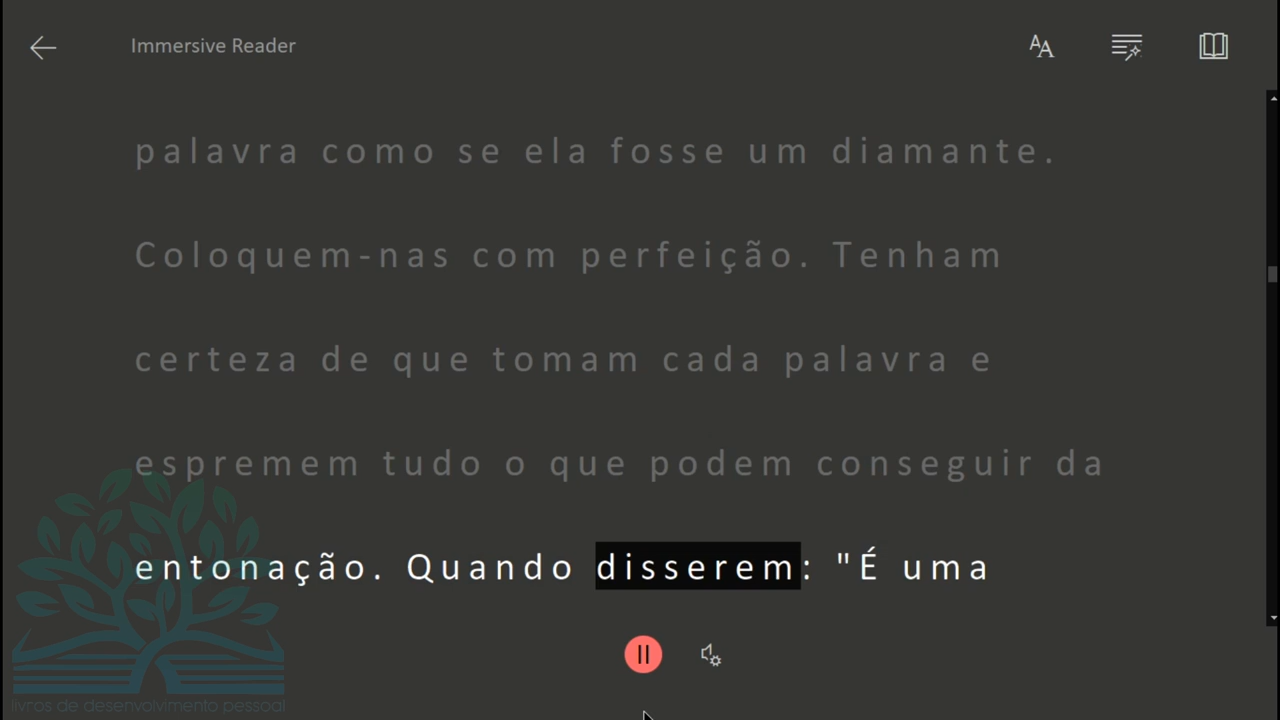 Immersive Reader
palavra como se ela fosse um diamante.
Coloquem-nas com perfeição. Tenham
certeza de que tomam cada palavra e
espremem tudo o que podem conseguir da
entonação. Quando disserem: "É uma
livros de desenvolvimento pessoal